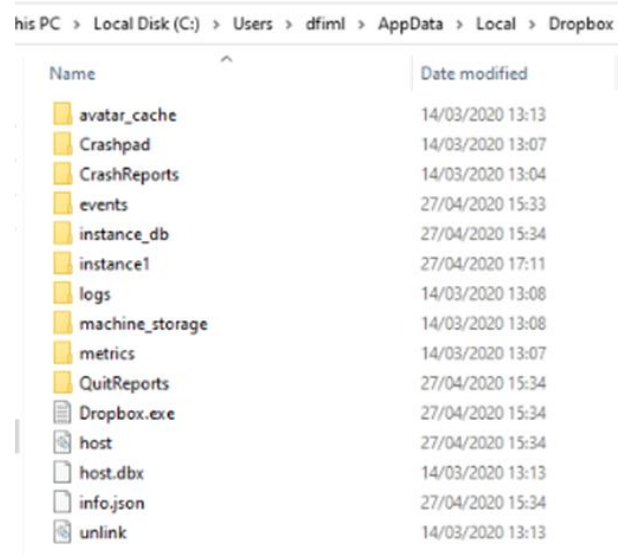 his PC > Local Disk (C:) > Users > dfiml > AppData > Local > Dropbox
Name Date modified
avatar_cache 14/03/2020 13:13
Crashpad 14/03/2020 13:07
CrashReports 14/03/2020 13:04
events 27/04/2020 15:33
instance_db 27/04/2020 15:34
instance1 27/04/2020 17:11
logs 14/03/2020 13:08
machine_storage 14/03/2020 13:08
metrics 14/03/2020 13:07
QuitReports 27/04/2020 15:34
Dropbox.exe 27/04/2020 15:34
host 27/04/2020 15:34
host.dbx 14/03/2020 13:13
info.json 27/04/2020 15:34
unlink 14/03/2020 13:13